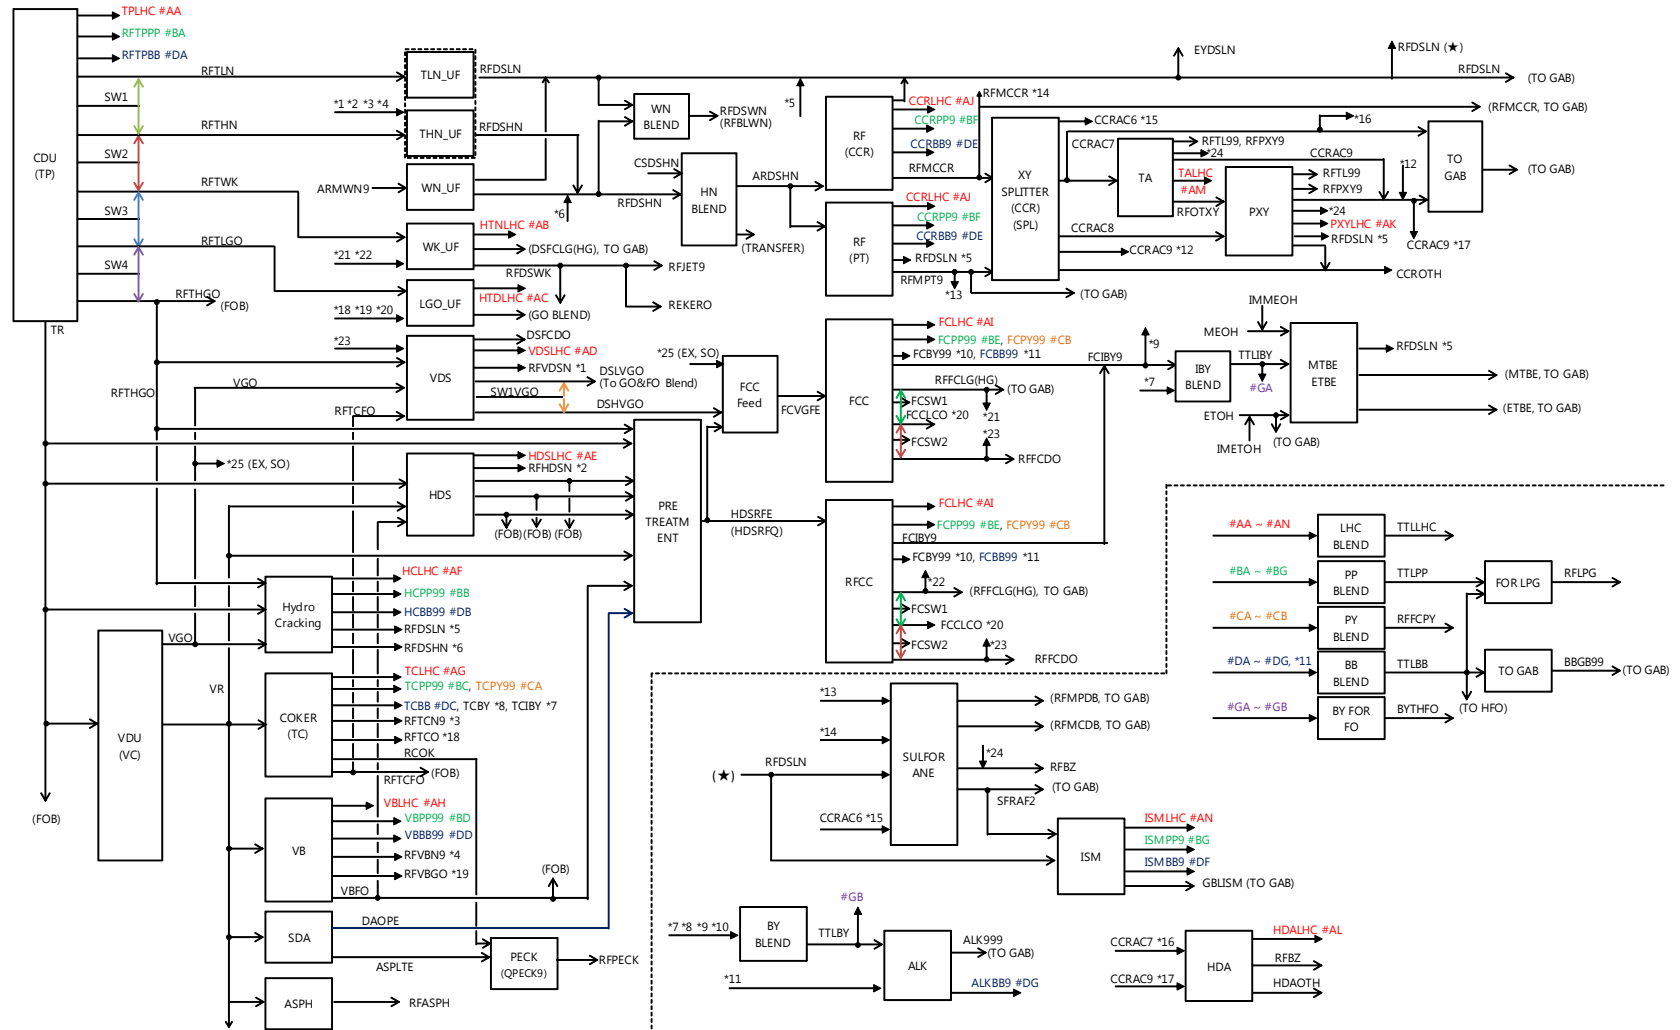 CDU
(TP)
TPLHC #AA
RFTPPP #BA
RFTPBB #DA
RFTLN
SW1
RFTHN
SW2
RFTWK
SW3
RFTLGO
SW4
RFTHGO
(FOB)
TR
*1 *2 *3 *4
TLN_UF
THN_UF
RFDSLN
RFDSHN
ARMWN9
WN_UF
*6
RFDSHN
*21 *22
WK_UF
HTNLHC #AB
(DSFCLG(HG), TO GAB)
RFDSWK
RFJET9
REKERO
*18 *19 *20
LGO_UF
HTDLHC #AC
(GO BLEND)
WN
BLEND
RFDSWN
(RFBLWN)
CSDSHN
HN
BLEND
ARDSHN
(TRANSFER)
*5
EYDSLN
RFDSLN (★)
RFDSLN
(TO GAB)
RF
(CCR)
CCRLHC #AJ
CCRPP9 #BF
CCRBB9 #DE
RFMCCR
RFMCCR *14
(RFMCCR, TO GAB)
RF
(PT)
CCRLHC #AJ
CCRPP9 #BF
CCRBB9 #DE
RFDSLN *5
RFMPT9
*13
(TO GAB)
XY
SPLITTER
(CCR)
(SPL)
CCRAC6 *15
CCRAC7
CCRAC8
CCRAC9 *12
CCROTH
TA
RFTL99, RFPXY9
*24
TALHC
#AM
RFOTXY
*16
CCRAC9
*12
PXY
RFTL99
RFPXY9
*24
PXYLHC #AK
RFDSLN *5
CCRAC9 *17
TO
GAB
(TO GAB)
*23
VDS
DSFCDO
VDSLHC #AD
RFVDSN *1
DSLVGO
(To GO&FO Blend)
SW1VGO
DSHVGO
RFTHGO
VGO
RFTCFO
*25 (EX, SO)
*25 (EX, SO)
FCC
Feed
FCVGFE
FCC
FCLHC #AI
FCPP99 #BE, FCPY99 #CB
FCBY99 *10, FCBB99 *11
RFFCLG(HG)
(TO GAB)
FCSW1
*21
FCCLCO *20
*23
FCSW2
RFFCDO
FCIBY9
*9
*7
IBY
BLEND
TTLIBY
#GA
IMMEOH
MEOH
ETOH
IMETOH
(TO GAB)
MTBE
ETBE
RFDSLN *5
(MTBE, TO GAB)
(ETBE, TO GAB)
HDS
HDSLHC #AE
RFHDSN *2
(FOB) (FOB) (FOB)
PRE
TREATM
ENT
HDSRFE
(HDSRFQ)
RFCC
FCLHC #AI
FCPP99 #BE, FCPY99 #CB
FCIBY9
FCBY99 *10, FCBB99 *11
*22
(RFFCLG(HG), TO GAB)
FCSW1
FCCLCO *20
FCSW2
*23
RFFCDO
Hydro
Cracking
HCLHC #AF
HCPP99 #BB
HCBB99 #DB
RFDSLN *5
RFDSHN *6
VDU
(VC)
VGO
VR
(FOB)
COKER
(TC)
TCLHC #AG
TCPP99 #BC, TCPY99 #CA
TCBB #DC, TCBY *8, TCIBY *7
RFTCN9 *3
RFTCO *18
RCOK
RFTCFO
(FOB)
VB
VBLHC #AH
VBPP99 #BD
VBBB99 #DD
RFVBN9 *4
RFVBGO *19
VBFO
(FOB)
SDA
DAOPE
ASPLTE
PECK
(QPECK9)
RFPECK
ASPH
RFASPH
#AA ~ #AN
LHC
BLEND
TTLLHC
#BA ~ #BG
PP
BLEND
TTLPP
FOR LPG
RFLPG
#CA ~ #CB
PY
BLEND
RFFCPY
#DA ~ #DG, *11
BB
BLEND
TTLBB
TO GAB
BBGB99
(TO GAB)
(TO HFO)
#GA ~ #GB
BY FOR
FO
BYTHFO
*13
*14
(★)
RFDSLN
CCRAC6 *15
SULFOR
ANE
(RFMPDB, TO GAB)
(RFMCDB, TO GAB)
*24
RFBZ
(TO GAB)
SFRAF2
ISM
ISMLHC #AN
ISMPP9 #BG
ISMBB9 #DF
GBLISM (TO GAB)
*7 *8 *9 *10
BY
BLEND
#GB
TTLBY
*11
ALK
ALK999
(TO GAB)
ALKBB9 #DG
CCRAC7 *16
CCRAC9 *17
HDA
HDALHC #AL
RFBZ
HDAOTH